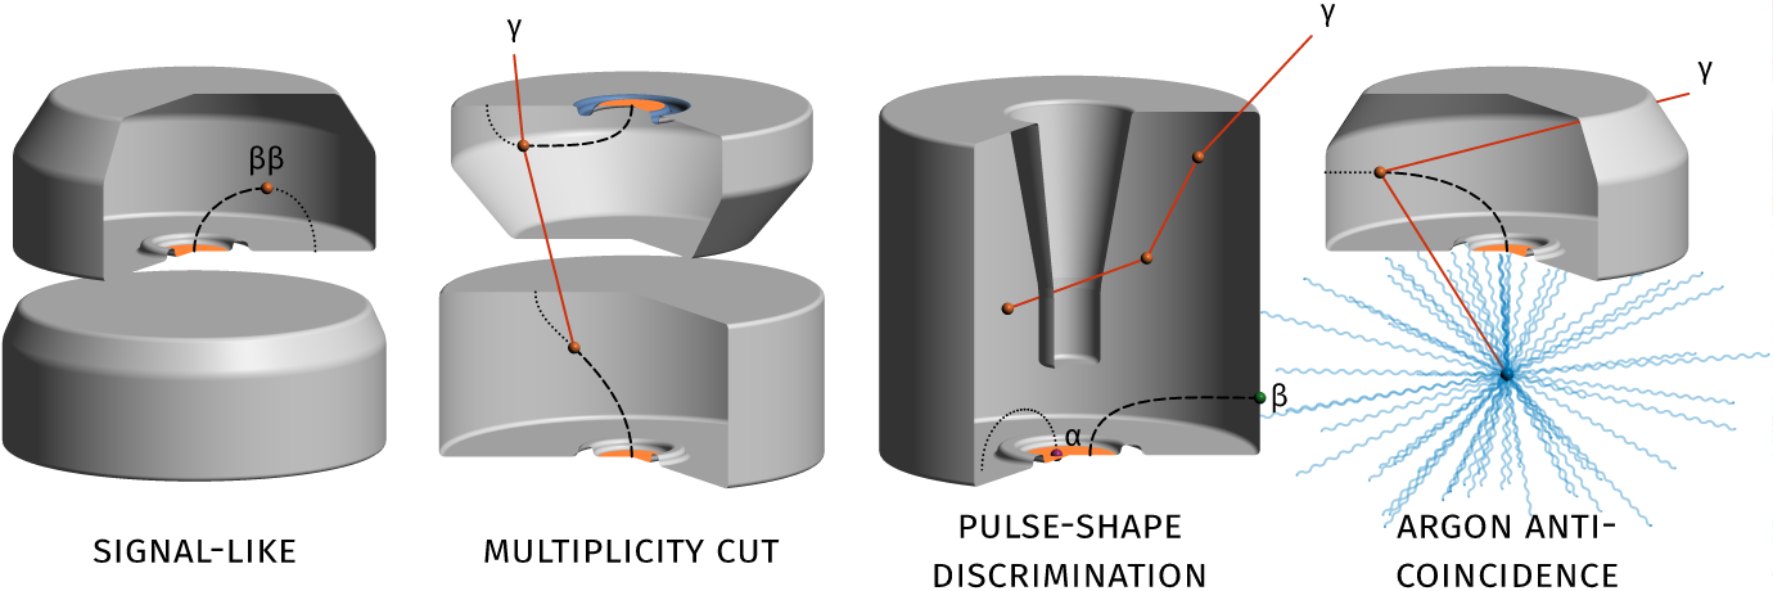 γ
γ
γ
ββ
α
β
SIGNAL-LIKE
MULTIPLICITY CUT
PULSE-SHAPE
DISCRIMINATION
ARGON ANTI-
COINCIDENCE